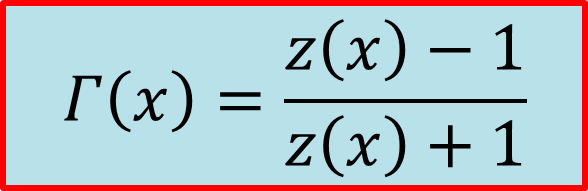 Γ(x) = (z(x) − 1)/(z(x) + 1)